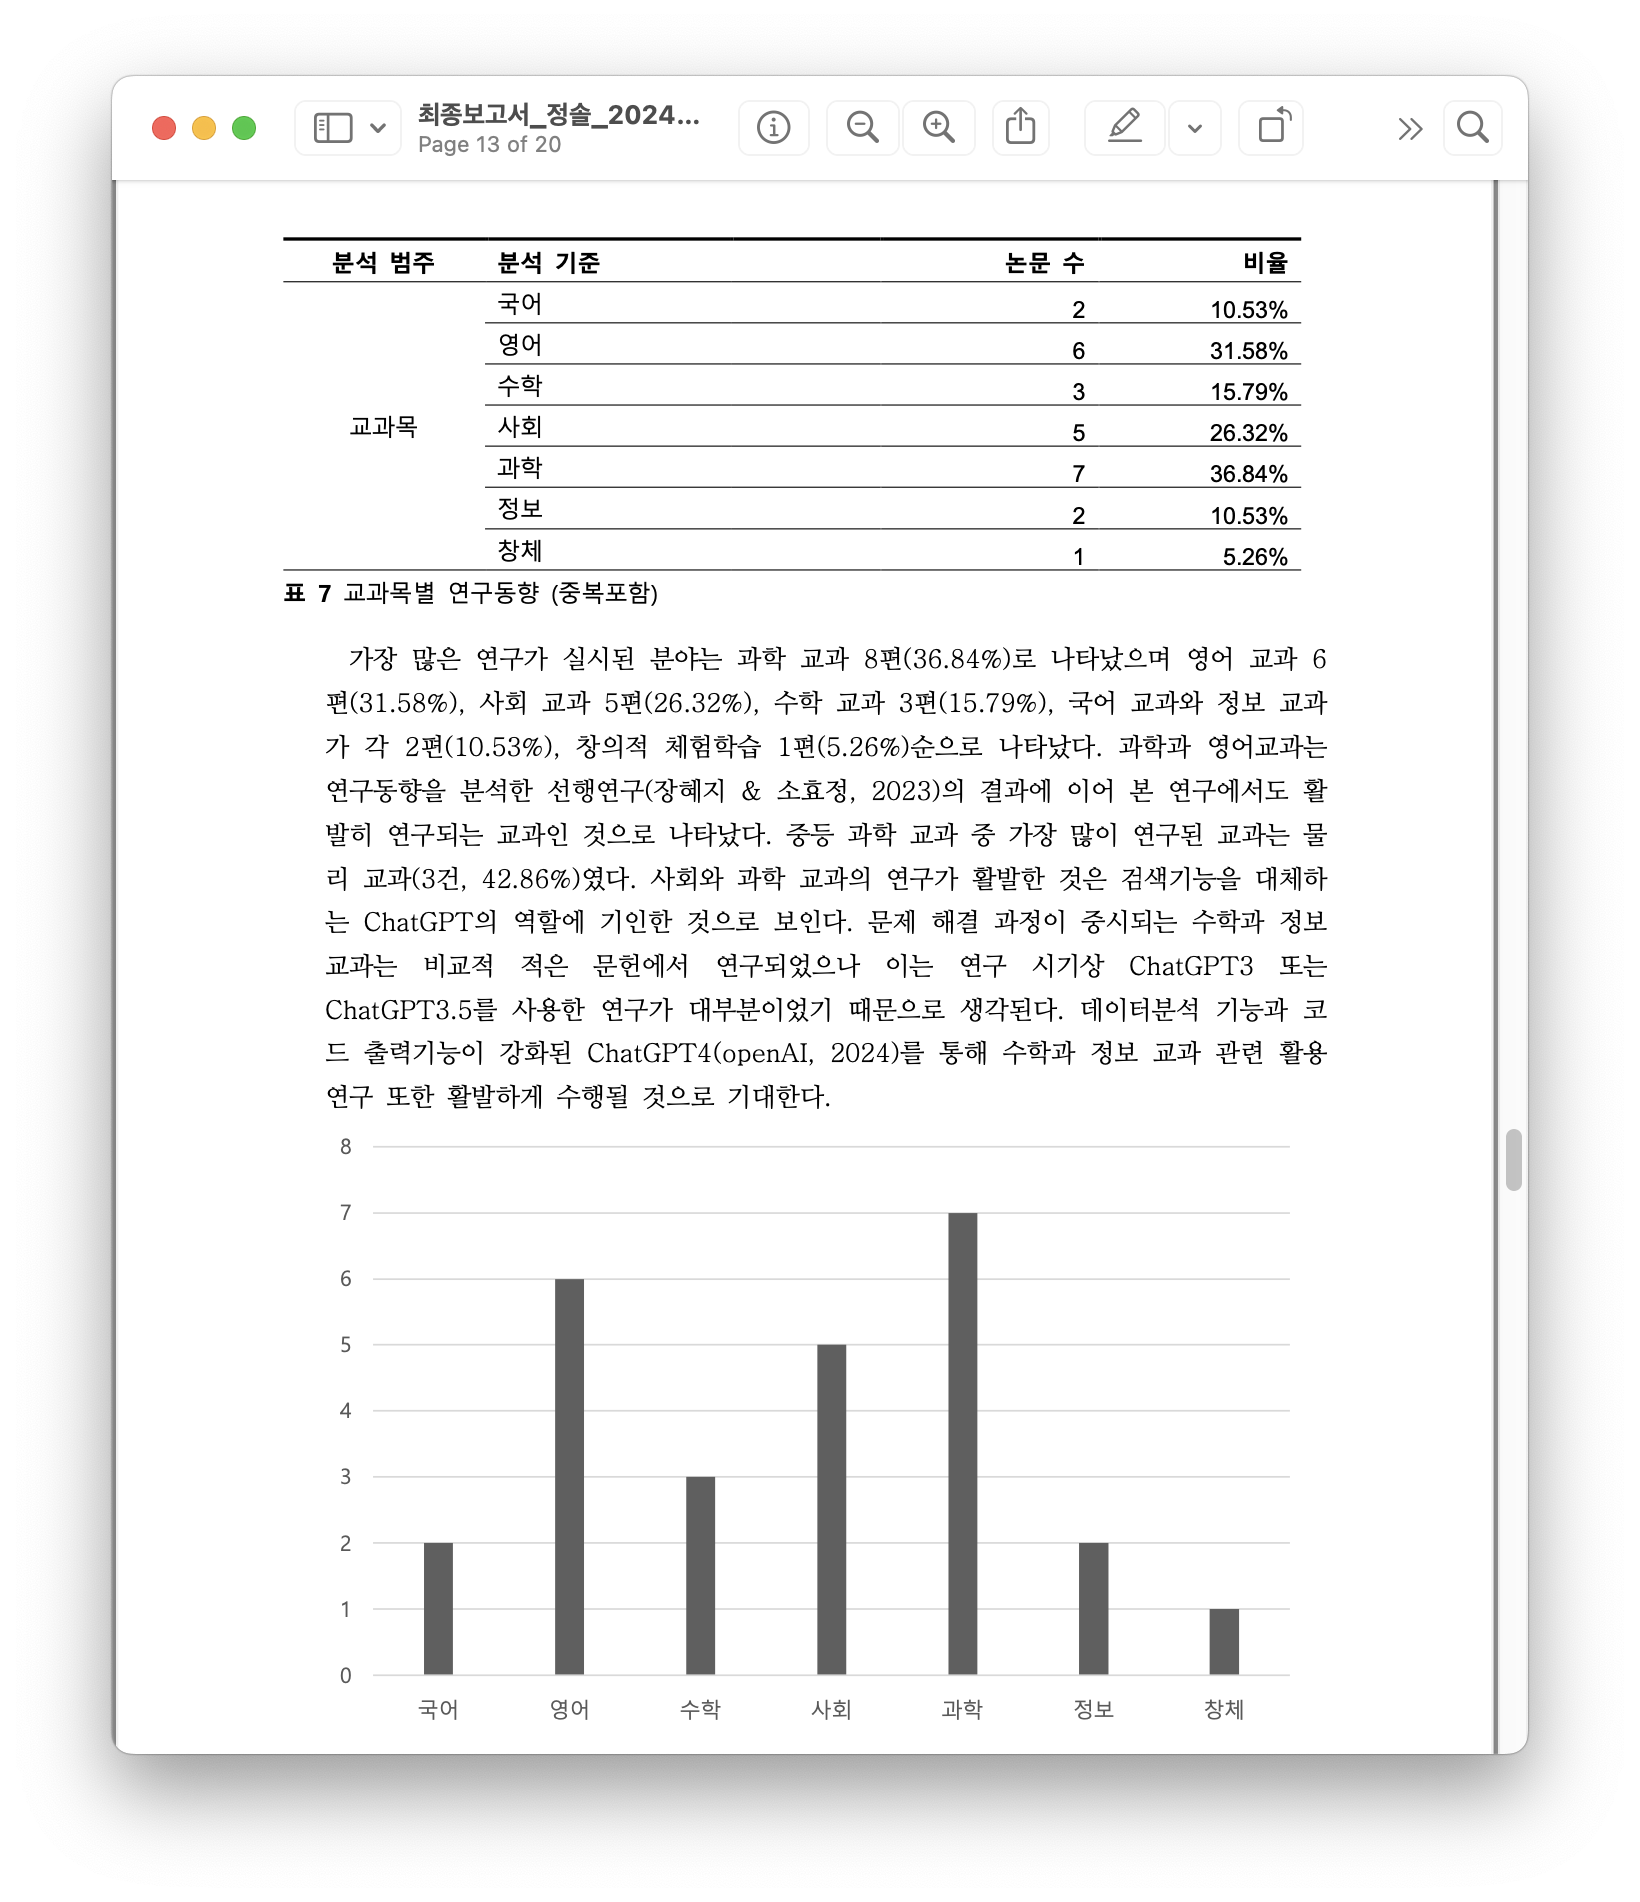 최종보고서_정솔_2024...
Page 13 of 20
분석 범주 분석 기준 논문 수 비율
국어 2 10.53%
영어 6 31.58%
수학 3 15.79%
교과목 사회 5 26.32%
과학 7 36.84%
정보 2 10.53%
창체 1 5.26%
표 7 교과목별 연구동향 (중복포함)
가장 많은 연구가 실시된 분야는 과학 교과 8편(36.84%)로 나타났으며 영어 교과 6
편(31.58%), 사회 교과 5편(26.32%), 수학 교과 3편(15.79%), 국어 교과와 정보 교과
가 각 2편(10.53%), 창의적 체험학습 1편(5.26%)순으로 나타났다. 과학과 영어교과는
연구동향을 분석한 선행연구(장혜지 & 소효정, 2023)의 결과에 이어 본 연구에서도 활
발히 연구되는 교과인 것으로 나타났다. 중등 과학 교과 중 가장 많이 연구된 교과는 물
리 교과(3건, 42.86%)였다. 사회와 과학 교과의 연구가 활발한 것은 검색기능을 대체하
는 ChatGPT의 역할에 기인한 것으로 보인다. 문제 해결 과정이 중시되는 수학과 정보
교과는 비교적 적은 문헌에서 연구되었으나 이는 연구 시기상 ChatGPT3 또는
ChatGPT3.5를 사용한 연구가 대부분이었기 때문으로 생각된다. 데이터분석 기능과 코
드 출력기능이 강화된 ChatGPT4(openAI, 2024)를 통해 수학과 정보 교과 관련 활용
연구 또한 활발하게 수행될 것으로 기대한다.
8
7
6
5
4
3
2
1
0
국어 영어 수학 사회 과학 정보 창체